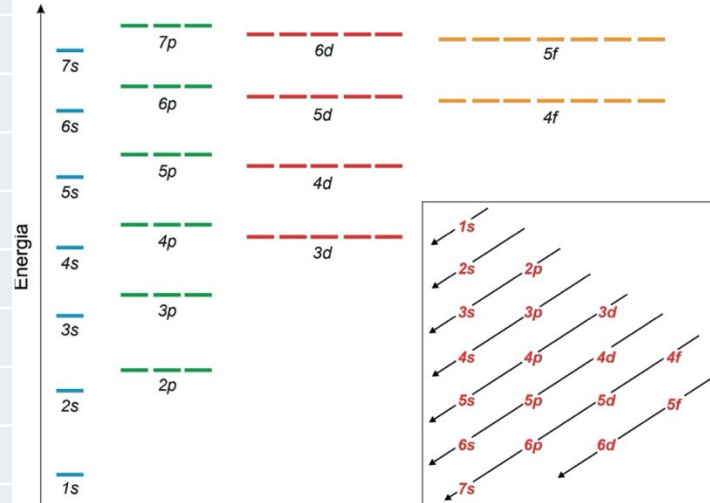 7p
6d
5f
7s
6p
5d
4f
6s
5p
4d
5s
4p
3d
4s
3p
3s
2p
2s
1s
Energia
1s
2s 2p
3s 3p 3d
4s 4p 4d 4f
5s 5p 5d 5f
6s 6p 6d
7s